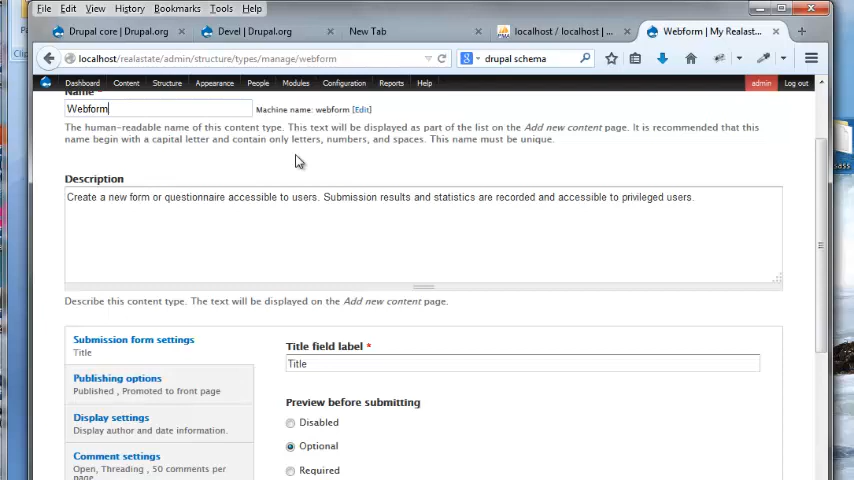 File Edit View History Bookmarks Tools Help
Drupal core | Drupal.org × Devel | Drupal.org × New Tab × localhost / localhost | ... × Webform | My Realast... ×
localhost/realastate/admin/structure/types/manage/webform
drupal schema
Dashboard Content Structure Appearance People Modules Configuration Reports Help admin Log out
Name *
Webform Machine name: webform [Edit]
The human-readable name of this content type. This text will be displayed as part of the list on the Add new content page. It is recommended that this
name begin with a capital letter and contain only letters, numbers, and spaces. This name must be unique.
Description
Create a new form or questionnaire accessible to users. Submission results and statistics are recorded and accessible to privileged users.
Describe this content type. The text will be displayed on the Add new content page.
Submission form settings
Title
Publishing options
Published , Promoted to front page
Display settings
Display author and date information.
Comment settings
Open, Threading , 50 comments per
page
Title field label *
Title
Preview before submitting
Disabled
Optional
Required